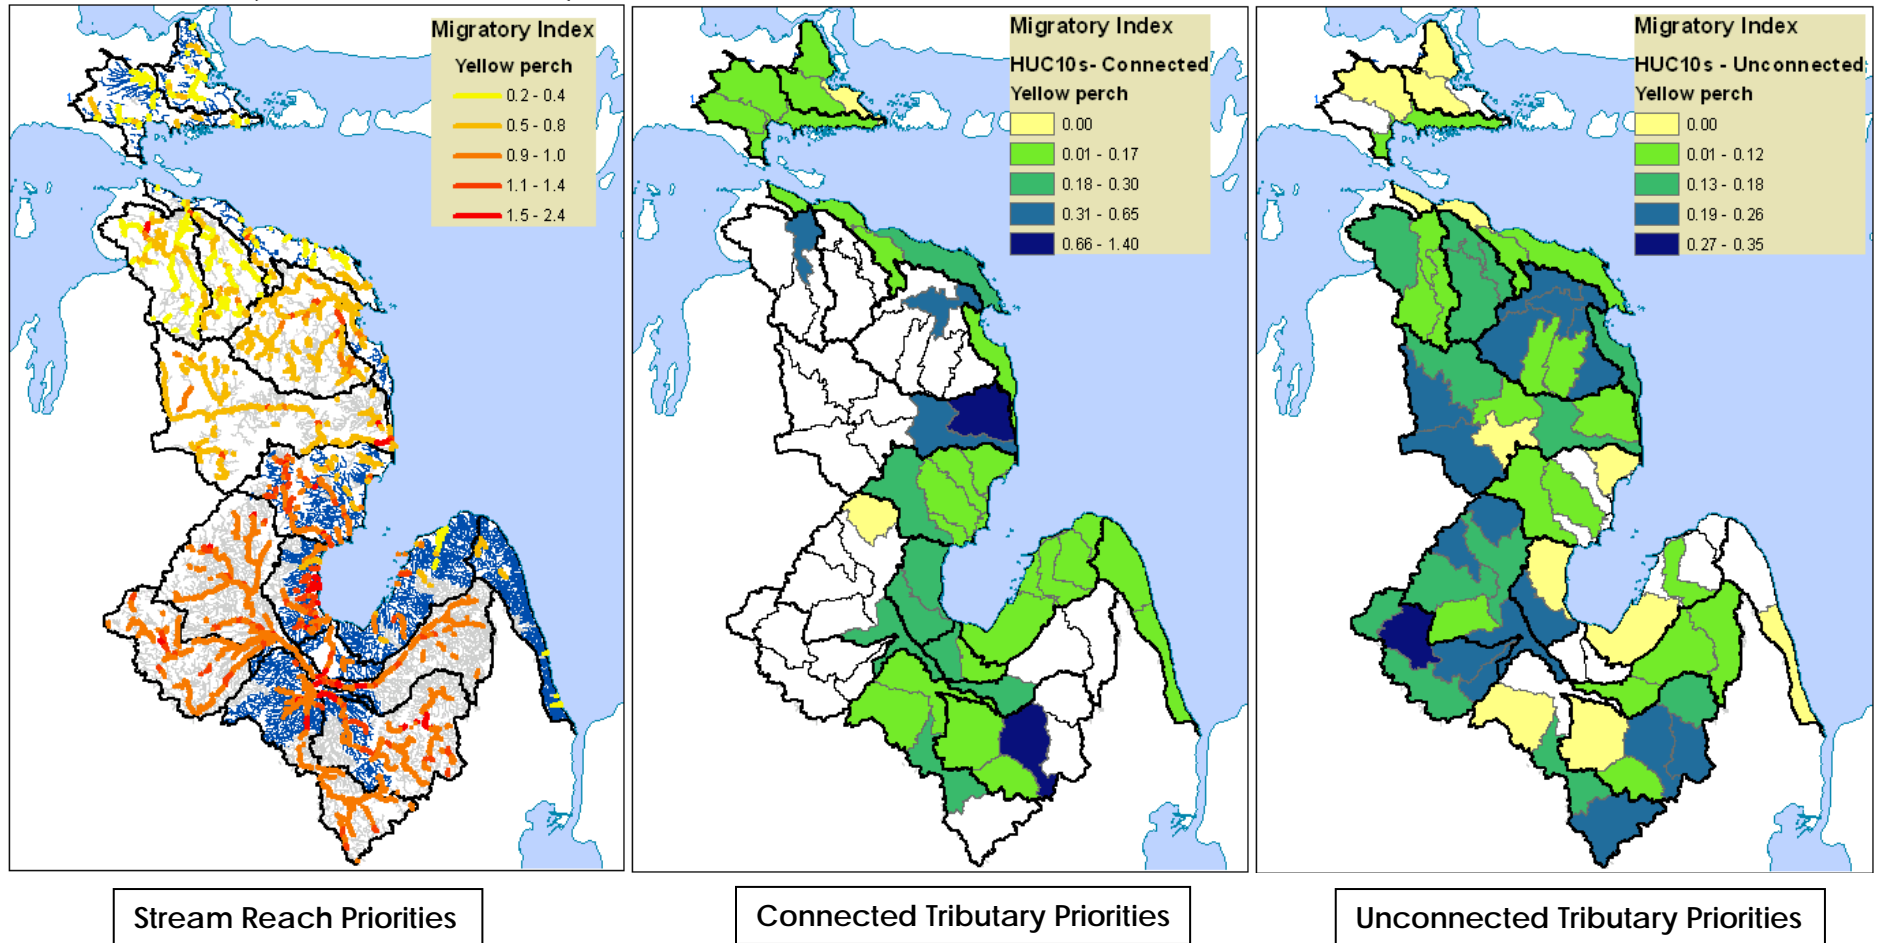 Migratory Index
Yellow perch
0.2 - 0.4
0.5 - 0.8
0.9 - 1.0
1.1 - 1.4
1.5 - 2.4
Migratory Index
HUC10s- Connected
Yellow perch
0.00
0.01 - 0.17
0.18 - 0.30
0.31 - 0.65
0.66 - 1.40
Migratory Index
HUC10s - Unconnected
Yellow perch
0.00
0.01 - 0.12
0.13 - 0.18
0.19 - 0.26
0.27 - 0.35
Stream Reach Priorities
Connected Tributary Priorities
Unconnected Tributary Priorities